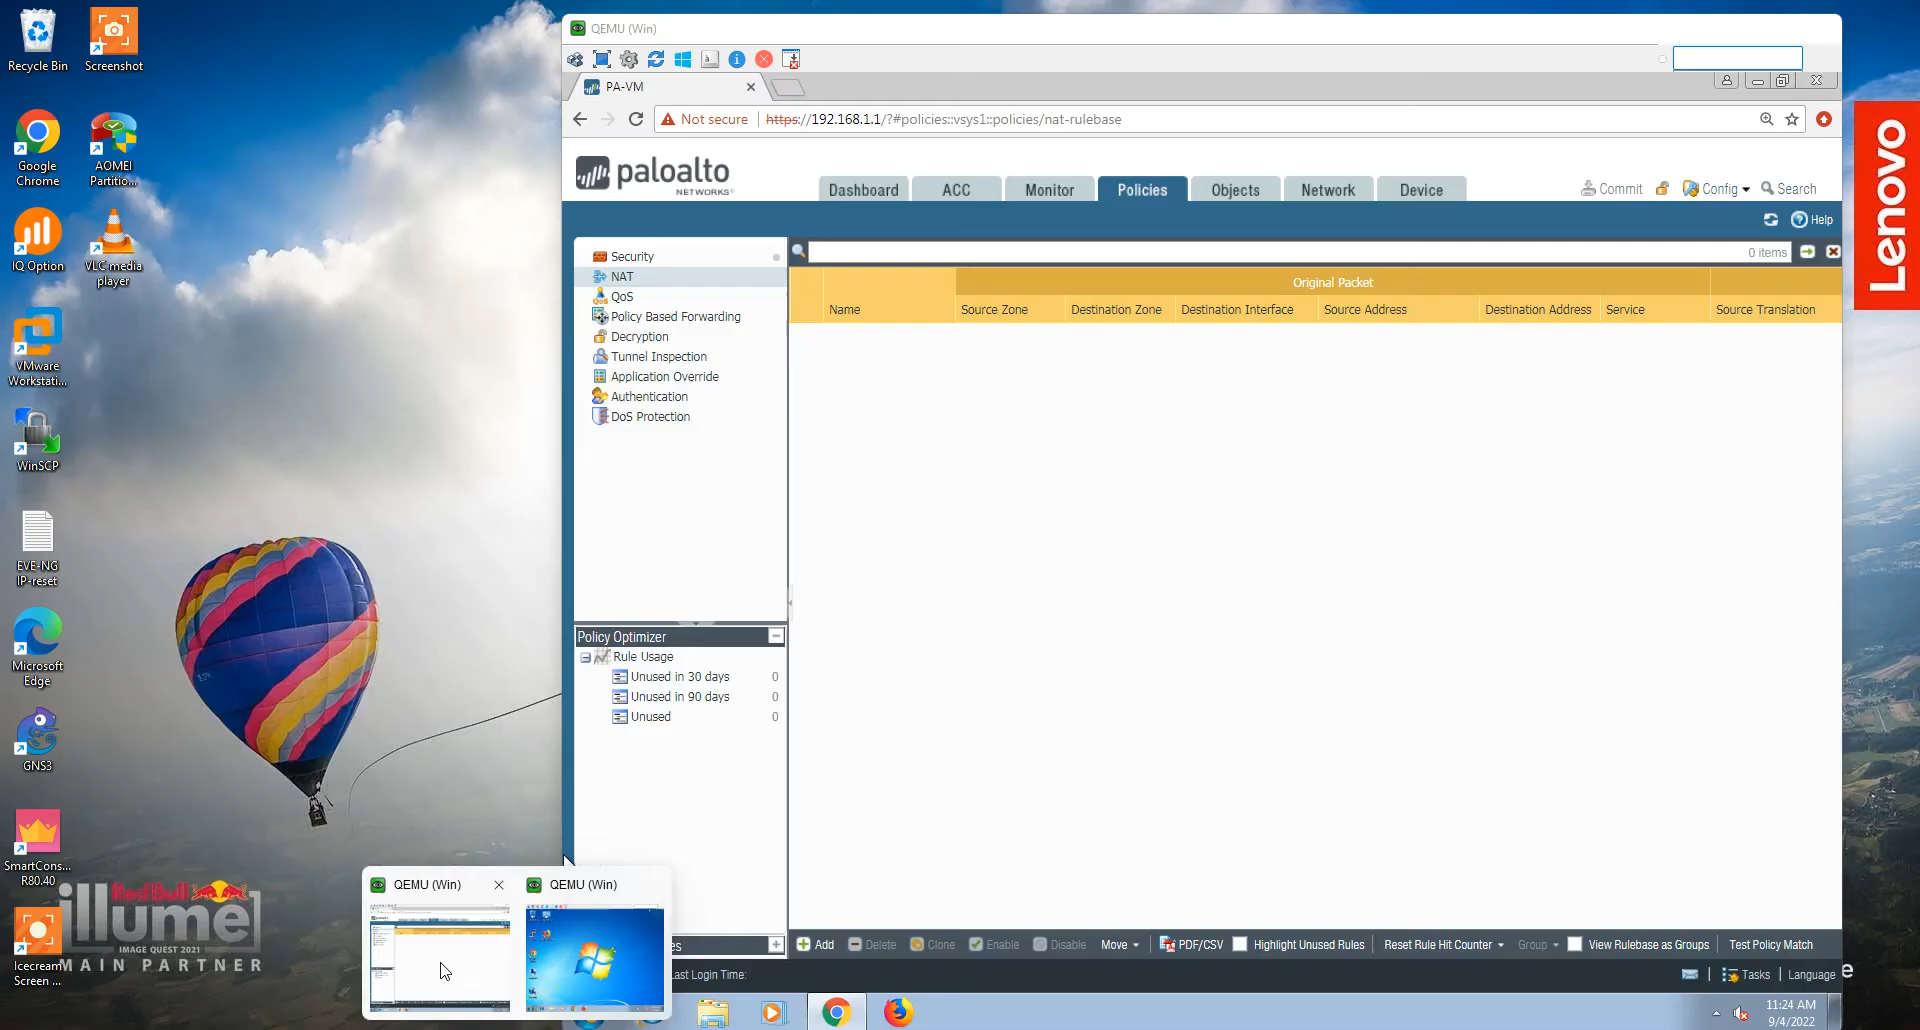 Recycle Bin
Screenshot
Google Chrome
AOMEI Partitio...
IQ Option
VLC media player
VMware Workstati...
WinSCP
EVE-NG IP-reset
Microsoft Edge
GNS3
SmartCons... R80.40
Icecream Screen ...
Red Bull
illume
IMAGE QUEST 2021
MAIN PARTNER
Lenovo
QEMU (Win)
PA-VM
Not secure https://192.168.1.1/?#policies::vsys1::policies/nat-rulebase
paloalto
NETWORKS
Dashboard ACC Monitor Policies Objects Network Device
Commit Config Search
Help
Security
NAT
QoS
Policy Based Forwarding
Decryption
Tunnel Inspection
Application Override
Authentication
DoS Protection
0 items
Original Packet
Name Source Zone Destination Zone Destination Interface Source Address Destination Address Service Source Translation
Policy Optimizer
Rule Usage
Unused in 30 days 0
Unused in 90 days 0
Unused 0
QEMU (Win) QEMU (Win)
Add Delete Clone Enable Disable Move PDF/CSV Highlight Unused Rules Reset Rule Hit Counter Group View Rulebase as Groups Test Policy Match
Last Login Time:
Tasks Language
11:24 AM
9/4/2022